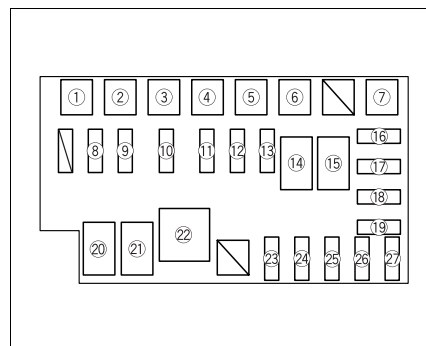 ① ② ③ ④ ⑤ ⑥ ⑦
⑧ ⑨ ⑩ ⑪ ⑫ ⑬ ⑭ ⑮ ⑯
⑰
⑱
⑲
⑳ ㉑ ㉒
㉓ ㉔ ㉕ ㉖ ㉗